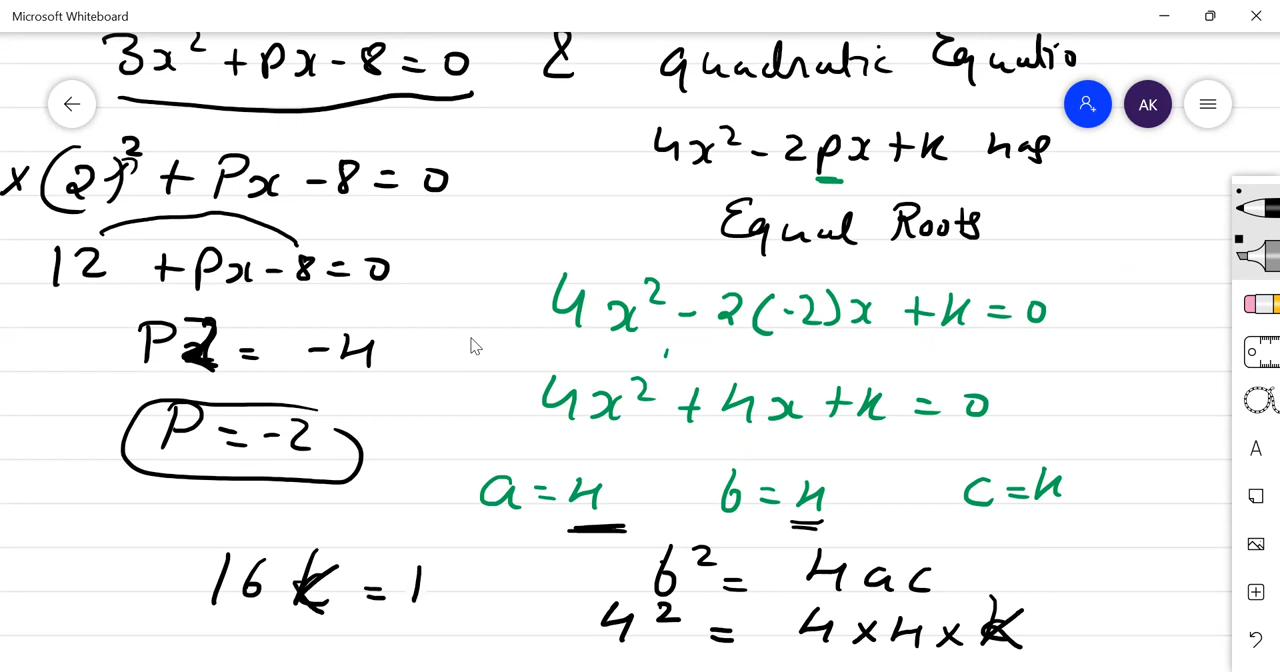 Microsoft Whiteboard
3x² + px - 8 = 0 & quadratic Equatio
AK
4x² - 2px + k has
x (2)² + Px - 8 = 0
Equal Roots
12 + px - 8 = 0
4x² - 2(-2)x + k = 0
P2 = -4
4x² + 4x + k = 0
P = -2
a = 4 b = 4 c = k
A
16 k = 1
b² = 4ac
4² = 4 x 4 x k